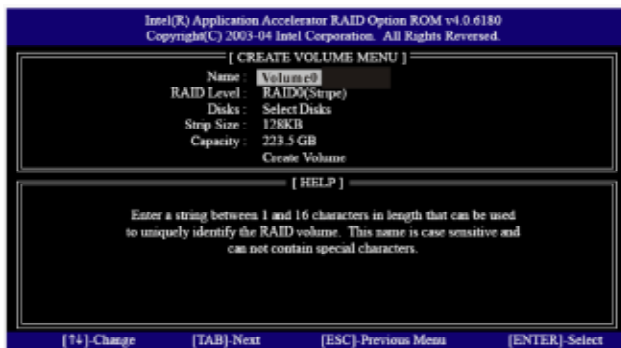 Intel(R) Application Accelerator RAID Option ROM v4.0.6180
Copyright(C) 2003-04 Intel Corporation. All Rights Reversed.
[ CREATE VOLUME MENU ]
Name : Volume0
RAID Level : RAID0(Stripe)
Disks : Select Disks
Strip Size : 128KB
Capacity : 223.5 GB
Create Volume
[ HELP ]
Enter a string between 1 and 16 characters in length that can be used
to uniquely identify the RAID volume. This name is case sensitive and
can not contain special characters.
[↑↓]-Change [TAB]-Next [ESC]-Previous Menu [ENTER]-Select